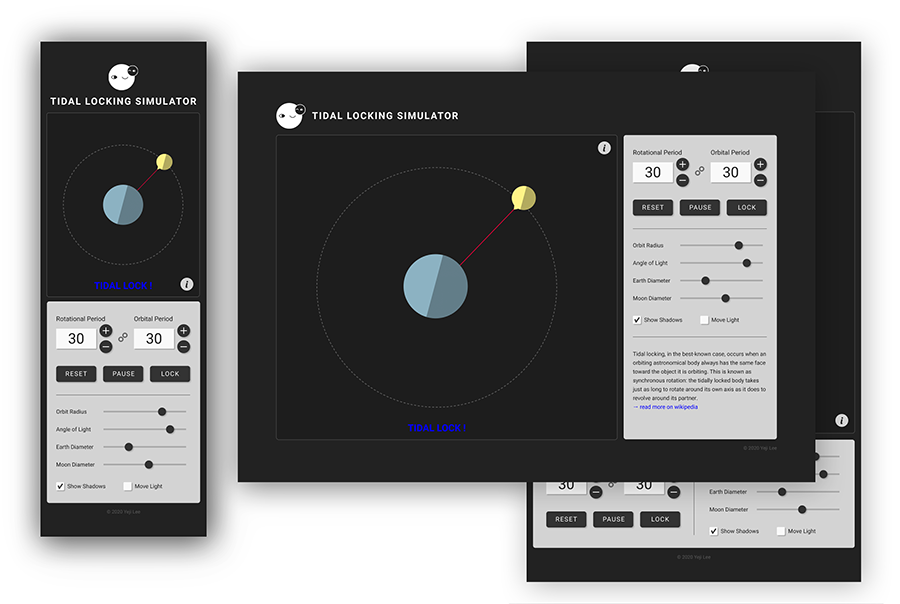 TIDAL LOCKING SIMULATOR
TIDAL LOCK!
i
Rotational Period
Orbital Period
30
30
RESET
PAUSE
LOCK
Orbit Radius
Angle of Light
Earth Diameter
Moon Diameter
Show Shadows
Move Light
© 2020 Yeji Lee
TIDAL LOCKING SIMULATOR
i
TIDAL LOCK!
Rotational Period
Orbital Period
30
30
RESET
PAUSE
LOCK
Orbit Radius
Angle of Light
Earth Diameter
Moon Diameter
Show Shadows
Move Light
Tidal locking, in the best-known case, occurs when an
orbiting astronomical body always has the same face
toward the object it is orbiting. This is known as
synchronous rotation: the tidally locked body takes
just as long to rotate around its own axis as it does to
revolve around its partner.
→ read more on wikipedia
© 2020 Yeji Lee
i
30
30
RESET
PAUSE
LOCK
Earth Diameter
Moon Diameter
Show Shadows
Move Light
© 2020 Yeji Lee